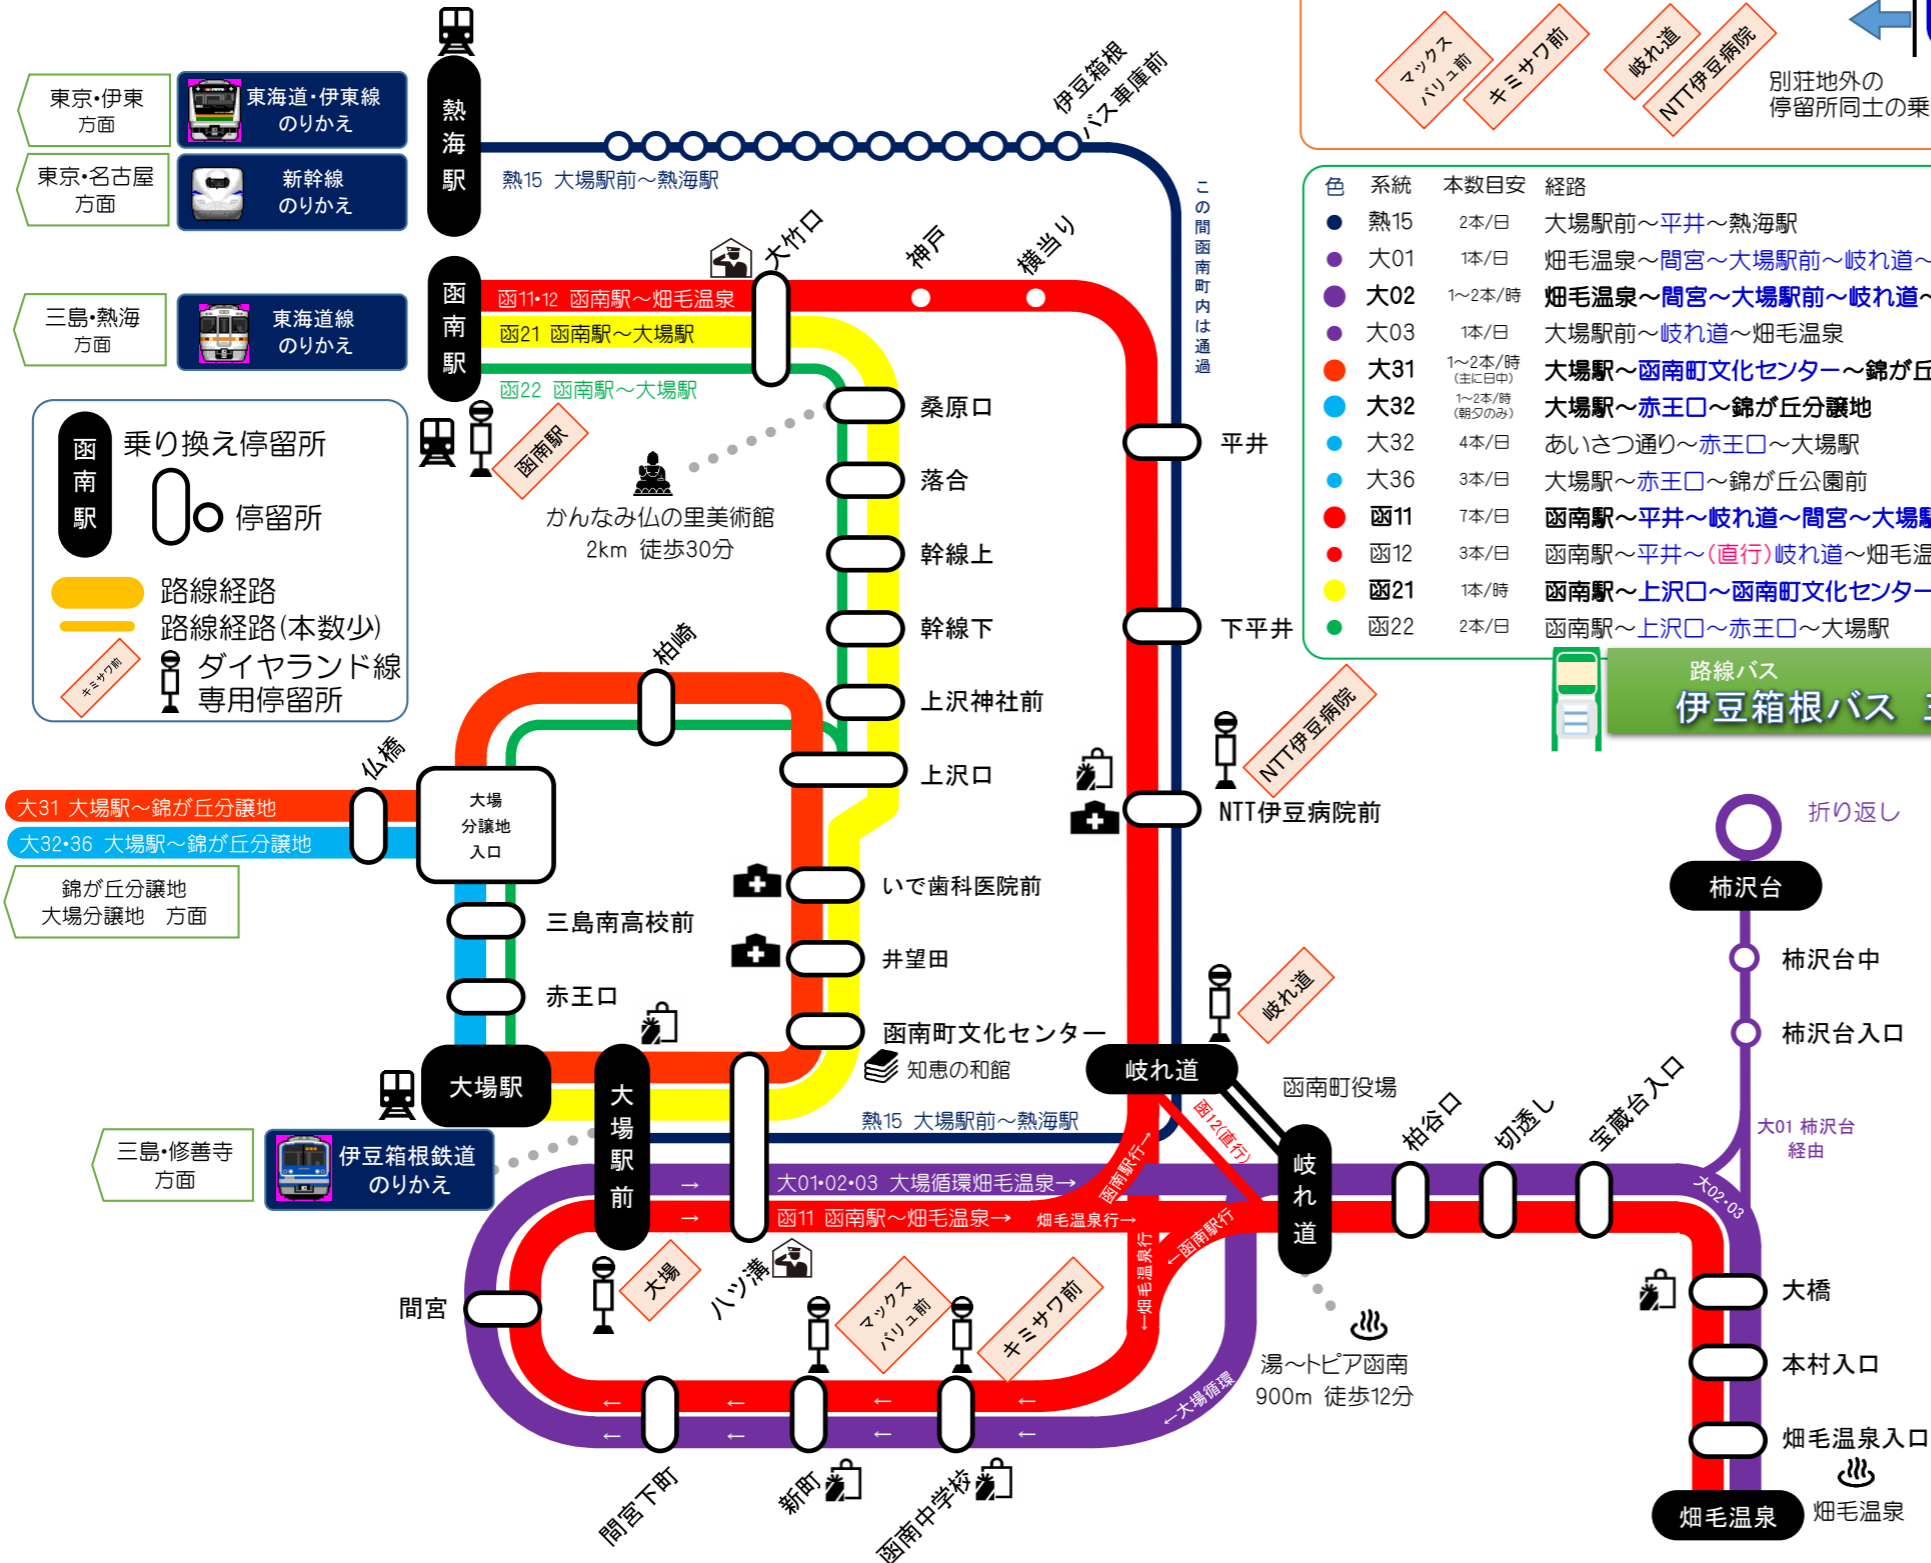 マックス
バリュ前
キミサワ前
岐れ道
NTT伊豆病院
別荘地外の
停留所同士の乗
東京・伊東
方面
東海道・伊東線
のりかえ
東京・名古屋
方面
新幹線
のりかえ
三島・熱海
方面
東海道線
のりかえ
熱海駅
熱15 大場駅前～熱海駅
伊豆箱根
バス車庫前
この間函南町内は通過
函南駅
函11・12 函南駅～畑毛温泉
函21 函南駅～大場駅
函22 函南駅～大場駅
大竹口
神戸
横当り
函南駅
色 系統 本数目安 経路
熱15 2本/日 大場駅前～平井～熱海駅
大01 1本/日 畑毛温泉～間宮～大場駅前～岐れ道～
大02 1～2本/時 畑毛温泉～間宮～大場駅前～岐れ道～
大03 1本/日 大場駅前～岐れ道～畑毛温泉
大31 1～2本/時 (主に日中) 大場駅～函南町文化センター～錦が丘
大32 1～2本/時 (朝夕のみ) 大場駅～赤王口～錦が丘分譲地
大32 4本/日 あいさつ通り～赤王口～大場駅
大36 3本/日 大場駅～赤王口～錦が丘公園前
函11 7本/日 函南駅～平井～岐れ道～間宮～大場駅
函12 3本/日 函南駅～平井～(直行)岐れ道～畑毛温
函21 1本/時 函南駅～上沢口～函南町文化センター
函22 2本/日 函南駅～上沢口～赤王口～大場駅
路線バス
伊豆箱根バス
函南駅
乗り換え停留所
停留所
路線経路
路線経路(本数少)
キミサワ前
ダイヤランド線
専用停留所
かんなみ仏の里美術館
2km 徒歩30分
桑原口
落合
幹線上
幹線下
上沢神社前
上沢口
いで歯科医院前
井望田
函南町文化センター
知恵の和館
平井
下平井
NTT伊豆病院
NTT伊豆病院前
柏崎
仏橋
大31 大場駅～錦が丘分譲地
大32・36 大場駅～錦が丘分譲地
錦が丘分譲地
大場分譲地 方面
大場
分譲地
入口
三島南高校前
赤王口
大場駅
大場駅前
三島・修善寺
方面
伊豆箱根鉄道
のりかえ
熱15 大場駅前～熱海駅
→ 大01・02・03 大場循環畑毛温泉→
→ 函11 函南駅～畑毛温泉→ 畑毛温泉行→
函南駅行→
←畑毛温泉行
←函南駅行
函12(直行)
岐れ道
岐れ道
岐れ道
函南町役場
柏谷口
切透し
宝蔵台入口
折り返し
柿沢台
柿沢台中
柿沢台入口
大01 柿沢台
経由
大02・03
大橋
本村入口
畑毛温泉入口
畑毛温泉
畑毛温泉
湯～トピア函南
900m 徒歩12分
←大場循環
間宮
大場
八ツ溝
マックス
バリュ前
キミサワ前
← ← ← ←
← ← ← ←
間宮下町
新町
函南中学校